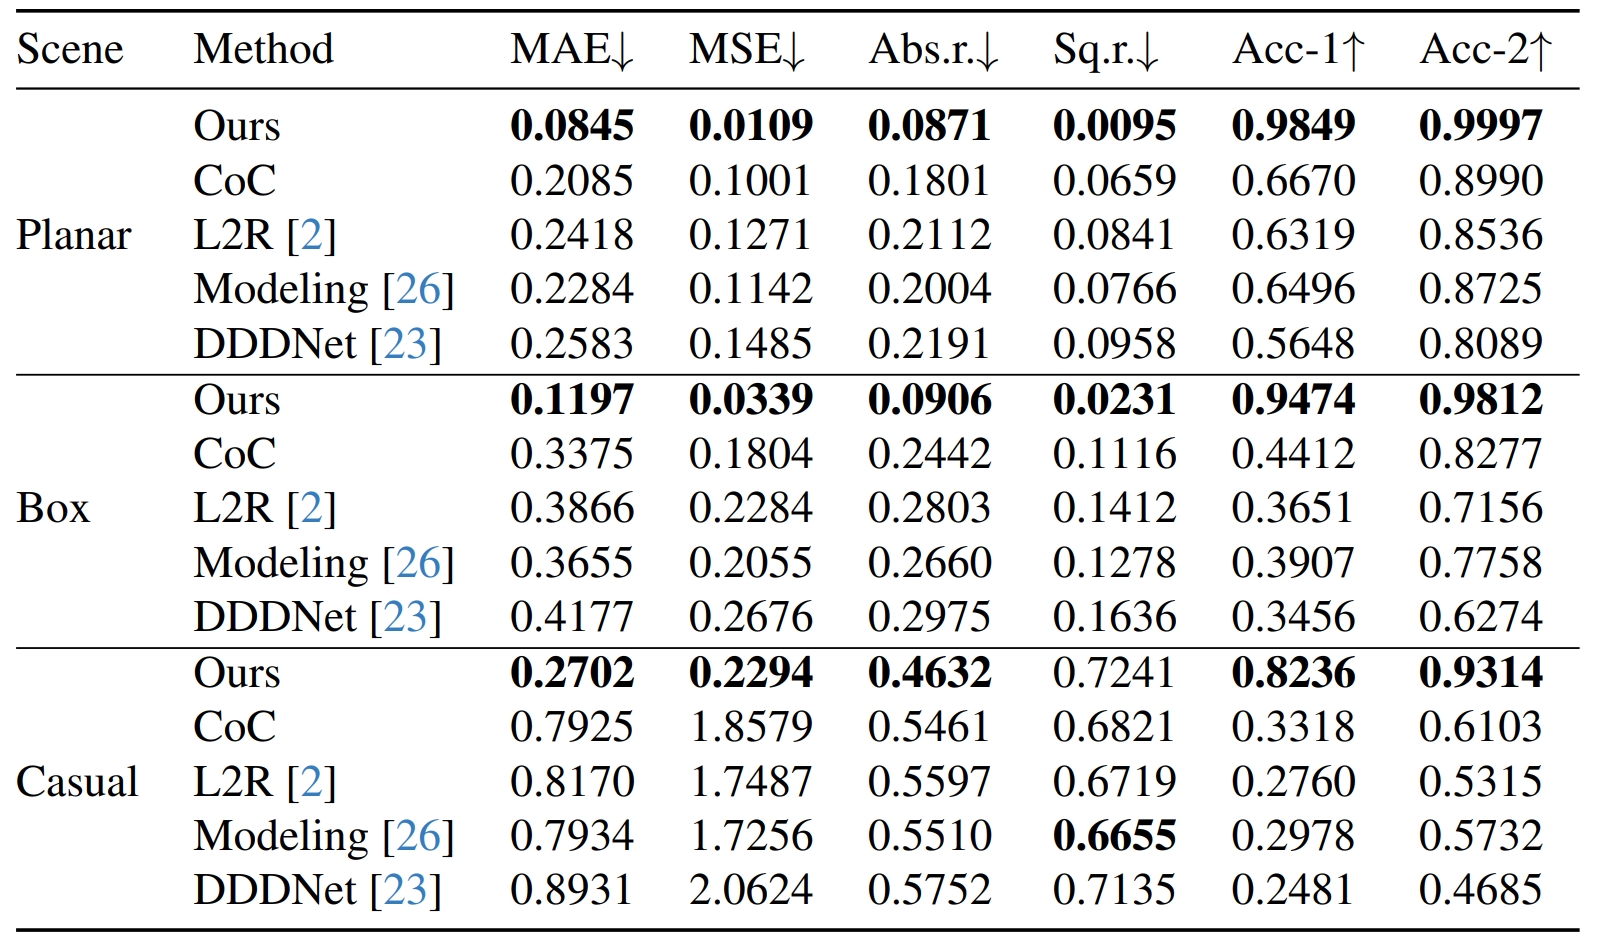 Scene Method MAE↓ MSE↓ Abs.r.↓ Sq.r.↓ Acc-1↑ Acc-2↑
Ours 0.0845 0.0109 0.0871 0.0095 0.9849 0.9997
CoC 0.2085 0.1001 0.1801 0.0659 0.6670 0.8990
Planar L2R [2] 0.2418 0.1271 0.2112 0.0841 0.6319 0.8536
Modeling [26] 0.2284 0.1142 0.2004 0.0766 0.6496 0.8725
DDDNet [23] 0.2583 0.1485 0.2191 0.0958 0.5648 0.8089
Ours 0.1197 0.0339 0.0906 0.0231 0.9474 0.9812
CoC 0.3375 0.1804 0.2442 0.1116 0.4412 0.8277
Box L2R [2] 0.3866 0.2284 0.2803 0.1412 0.3651 0.7156
Modeling [26] 0.3655 0.2055 0.2660 0.1278 0.3907 0.7758
DDDNet [23] 0.4177 0.2676 0.2975 0.1636 0.3456 0.6274
Ours 0.2702 0.2294 0.4632 0.7241 0.8236 0.9314
CoC 0.7925 1.8579 0.5461 0.6821 0.3318 0.6103
Casual L2R [2] 0.8170 1.7487 0.5597 0.6719 0.2760 0.5315
Modeling [26] 0.7934 1.7256 0.5510 0.6655 0.2978 0.5732
DDDNet [23] 0.8931 2.0624 0.5752 0.7135 0.2481 0.4685